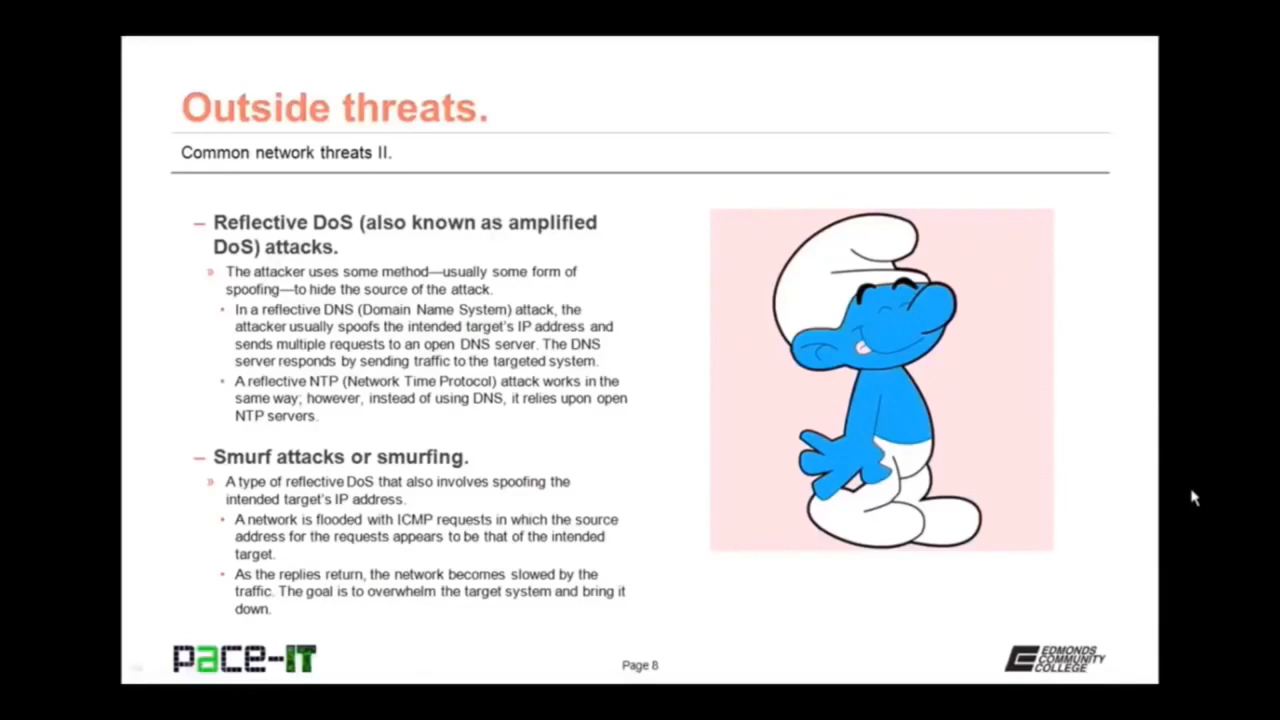 Outside threats.
Common network threats II.
– Reflective DoS (also known as amplified
DoS) attacks.
» The attacker uses some method—usually some form of
spoofing—to hide the source of the attack.
• In a reflective DNS (Domain Name System) attack, the
attacker usually spoofs the intended target's IP address and
sends multiple requests to an open DNS server. The DNS
server responds by sending traffic to the targeted system.
• A reflective NTP (Network Time Protocol) attack works in the
same way; however, instead of using DNS, it relies upon open
NTP servers.
– Smurf attacks or smurfing.
» A type of reflective DoS that also involves spoofing the
intended target's IP address.
• A network is flooded with ICMP requests in which the source
address for the requests appears to be that of the intended
target.
• As the replies return, the network becomes slowed by the
traffic. The goal is to overwhelm the target system and bring it
down.
pace-IT
Page 8
EDMONDS
COMMUNITY
COLLEGE